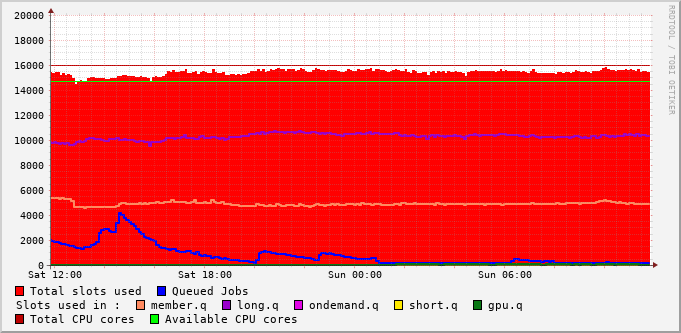 20000
18000
16000
14000
12000
10000
8000
6000
4000
2000
0
Sat 12:00 Sat 18:00 Sun 00:00 Sun 06:00
RRDTOOL / TOBI OETIKER
Total slots used Queued Jobs
Slots used in : member.q long.q ondemand.q short.q gpu.q
Total CPU cores Available CPU cores